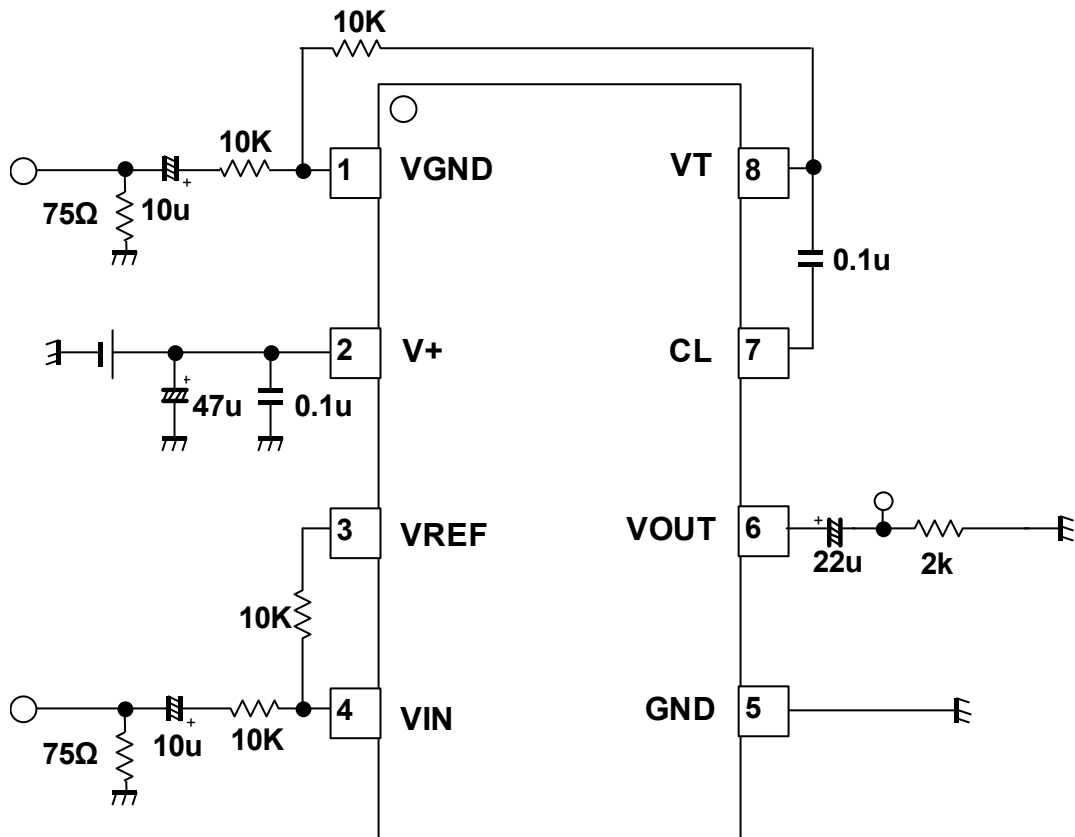 10K
10K
1
VGND
VT
8
75Ω
10u
+
0.1u
2
V+
CL
7
+
47u
0.1u
3
VREF
VOUT
6
+
22u
2k
10K
4
VIN
GND
5
75Ω
10u
+
10K